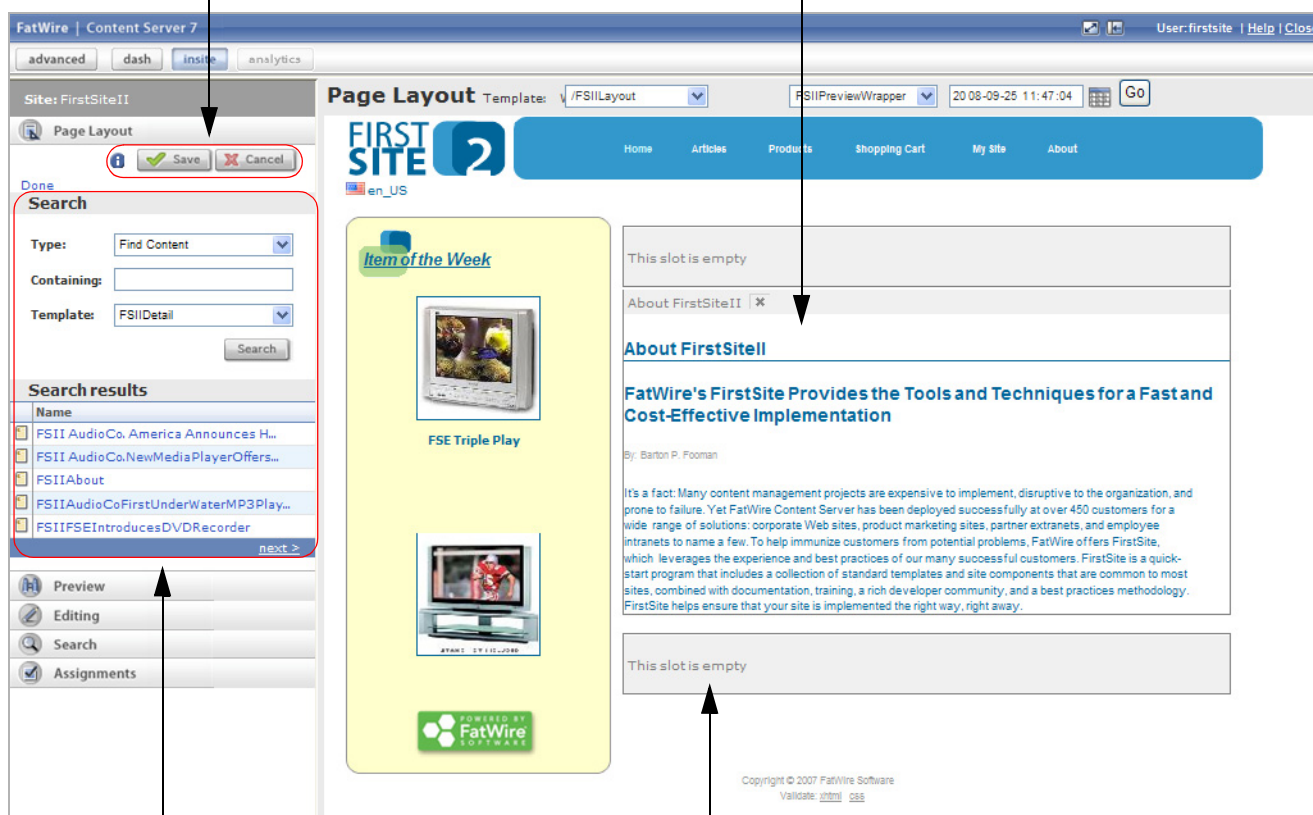 FatWire | Content Server 7
User:firstsite | Help | Close
advanced dash insite analytics
Site: FirstSiteII
Page Layout
Save Cancel
Done
Search
Type: Find Content
Containing:
Template: FSIIDetail
Search
Search results
Name
FSII AudioCo. America Announces H...
FSII AudioCo.NewMediaPlayerOffers...
FSIIAbout
FSIIAudioCoFirstUnderWaterMP3Play...
FSIIFSEIntroducesDVDRecorder
next >
Preview
Editing
Search
Assignments
Page Layout Template: /FSIILayout FSIIPreviewWrapper 2008-09-25 11:47:04 Go
FIRST
SITE 2
Home Articles Products Shopping Cart My Site About
en_US
Item of the Week
FSE Triple Play
POWERED BY
FatWire
SOFTWARE
This slot is empty
About FirstSiteII
About FirstSiteII
FatWire's FirstSite Provides the Tools and Techniques for a Fast and
Cost-Effective Implementation
By: Barton P. Fooman
It's a fact: Many content management projects are expensive to implement, disruptive to the organization, and
prone to failure. Yet FatWire Content Server has been deployed successfully at over 450 customers for a
wide range of solutions: corporate Web sites, product marketing sites, partner extranets, and employee
intranets to name a few. To help immunize customers from potential problems, FatWire offers FirstSite,
which leverages the experience and best practices of our many successful customers. FirstSite is a quick-
start program that includes a collection of standard templates and site components that are common to most
sites, combined with documentation, training, a rich developer community, and a best practices methodology.
FirstSite helps ensure that your site is implemented the right way, right away.
This slot is empty
Copyright © 2007 FatWire Software
Validate: xhtml css